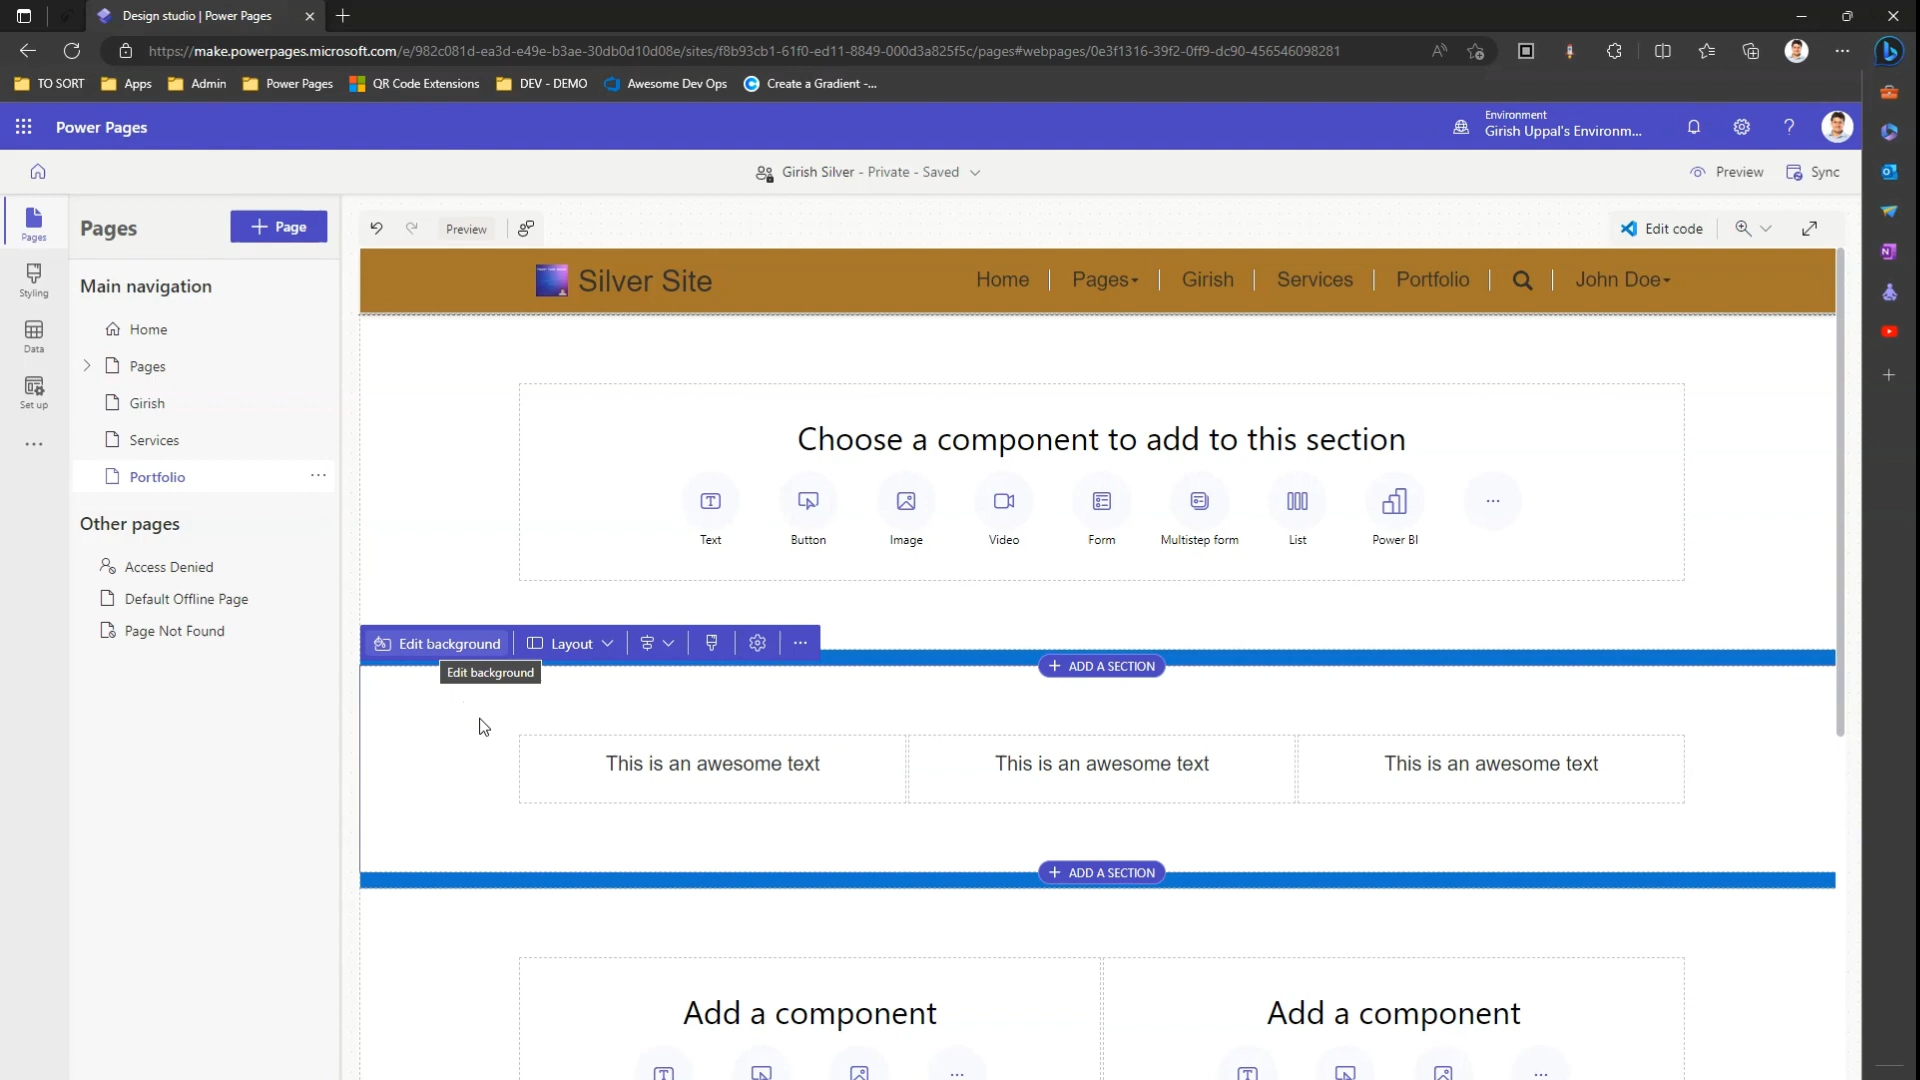 Design studio | Power Pages
https://make.powerpages.microsoft.com/e/982c081d-ea3d-e49e-b3ae-30db0d10d08e/sites/f8b93cb1-61f0-ed11-8849-000d3a825f5c/pages#webpages/0e3f1316-39f2-0ff9-dc90-456546098281
TO SORT Apps Admin Power Pages QR Code Extensions DEV - DEMO Awesome Dev Ops Create a Gradient -...
Power Pages
Environment
Girish Uppal's Environm...
Girish Silver - Private - Saved
Preview Sync
Pages
Styling
Data
Set up
Pages
+ Page
Main navigation
Home
Pages
Girish
Services
Portfolio
Other pages
Access Denied
Default Offline Page
Page Not Found
Preview
Edit code
Silver Site
Home Pages Girish Services Portfolio John Doe
Choose a component to add to this section
Text Button Image Video Form Multistep form List Power BI
Edit background Layout
Edit background
+ ADD A SECTION
This is an awesome text This is an awesome text This is an awesome text
+ ADD A SECTION
Add a component Add a component